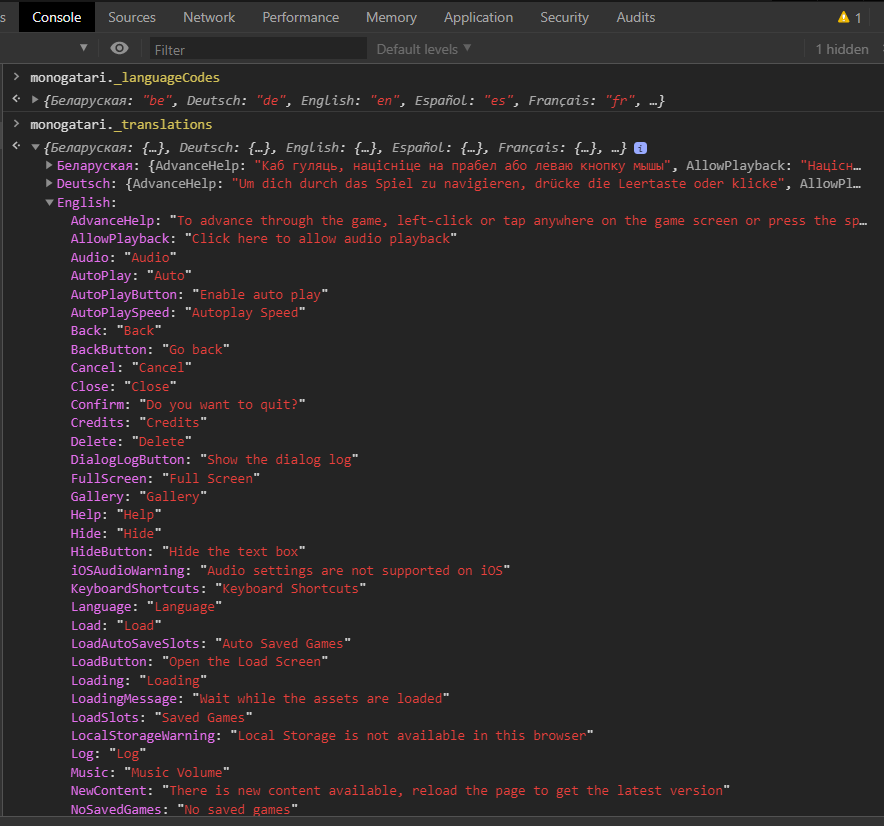 s Console Sources Network Performance Memory Application Security Audits 1
Filter Default levels 1 hidden
monogatari._languageCodes
{Беларуская: "be", Deutsch: "de", English: "en", Español: "es", Français: "fr", …}
monogatari._translations
{Беларуская: {…}, Deutsch: {…}, English: {…}, Español: {…}, Français: {…}, …} i
Беларуская: {AdvanceHelp: "Каб гуляць, націсніце на прабел або леваю кнопку мышы", AllowPlayback: "Націсн…
Deutsch: {AdvanceHelp: "Um dich durch das Spiel zu navigieren, drücke die Leertaste oder klicke", AllowPl…
English:
AdvanceHelp: "To advance through the game, left-click or tap anywhere on the game screen or press the sp…
AllowPlayback: "Click here to allow audio playback"
Audio: "Audio"
AutoPlay: "Auto"
AutoPlayButton: "Enable auto play"
AutoPlaySpeed: "Autoplay Speed"
Back: "Back"
BackButton: "Go back"
Cancel: "Cancel"
Close: "Close"
Confirm: "Do you want to quit?"
Credits: "Credits"
Delete: "Delete"
DialogLogButton: "Show the dialog log"
FullScreen: "Full Screen"
Gallery: "Gallery"
Help: "Help"
Hide: "Hide"
HideButton: "Hide the text box"
iOSAudioWarning: "Audio settings are not supported on iOS"
KeyboardShortcuts: "Keyboard Shortcuts"
Language: "Language"
Load: "Load"
LoadAutoSaveSlots: "Auto Saved Games"
LoadButton: "Open the Load Screen"
Loading: "Loading"
LoadingMessage: "Wait while the assets are loaded"
LoadSlots: "Saved Games"
LocalStorageWarning: "Local Storage is not available in this browser"
Log: "Log"
Music: "Music Volume"
NewContent: "There is new content available, reload the page to get the latest version"
NoSavedGames: "No saved games"